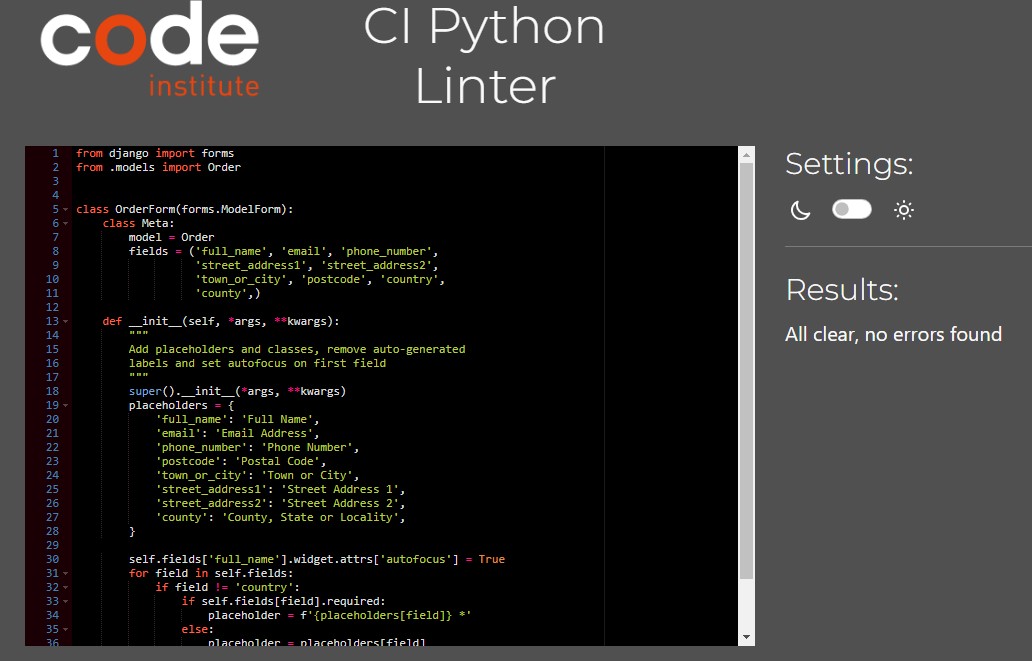 code
institute
CI Python
Linter
1 from django import forms
2 from .models import Order
3
4
5 class OrderForm(forms.ModelForm):
6     class Meta:
7         model = Order
8         fields = ('full_name', 'email', 'phone_number',
9                   'street_address1', 'street_address2',
10                  'town_or_city', 'postcode', 'country',
11                  'county',)
12
13    def __init__(self, *args, **kwargs):
14        """
15        Add placeholders and classes, remove auto-generated
16        labels and set autofocus on first field
17        """
18        super().__init__(*args, **kwargs)
19        placeholders = {
20            'full_name': 'Full Name',
21            'email': 'Email Address',
22            'phone_number': 'Phone Number',
23            'postcode': 'Postal Code',
24            'town_or_city': 'Town or City',
25            'street_address1': 'Street Address 1',
26            'street_address2': 'Street Address 2',
27            'county': 'County, State or Locality',
28        }
29
30        self.fields['full_name'].widget.attrs['autofocus'] = True
31        for field in self.fields:
32            if field != 'country':
33                if self.fields[field].required:
34                    placeholder = f'{placeholders[field]} *'
35                else:
36                    placeholder = placeholders[field]
Settings:
Results:
All clear, no errors found